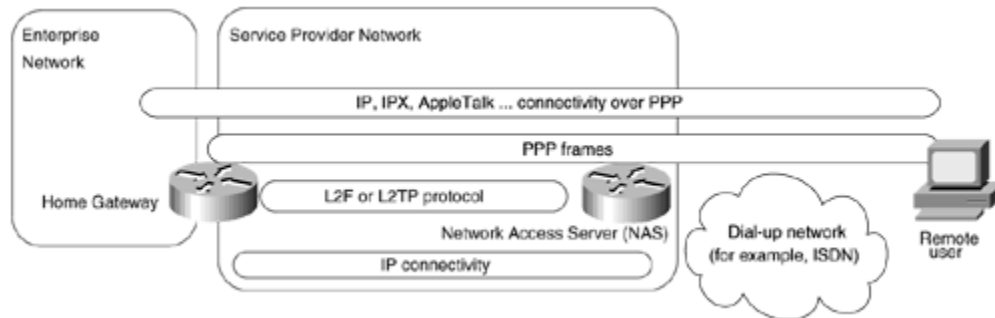 Enterprise
Network
Service Provider Network
IP, IPX, AppleTalk ... connectivity over PPP
PPP frames
Home Gateway
L2F or L2TP protocol
Network Access Server (NAS)
IP connectivity
Dial-up network
(for example, ISDN)
Remote
user